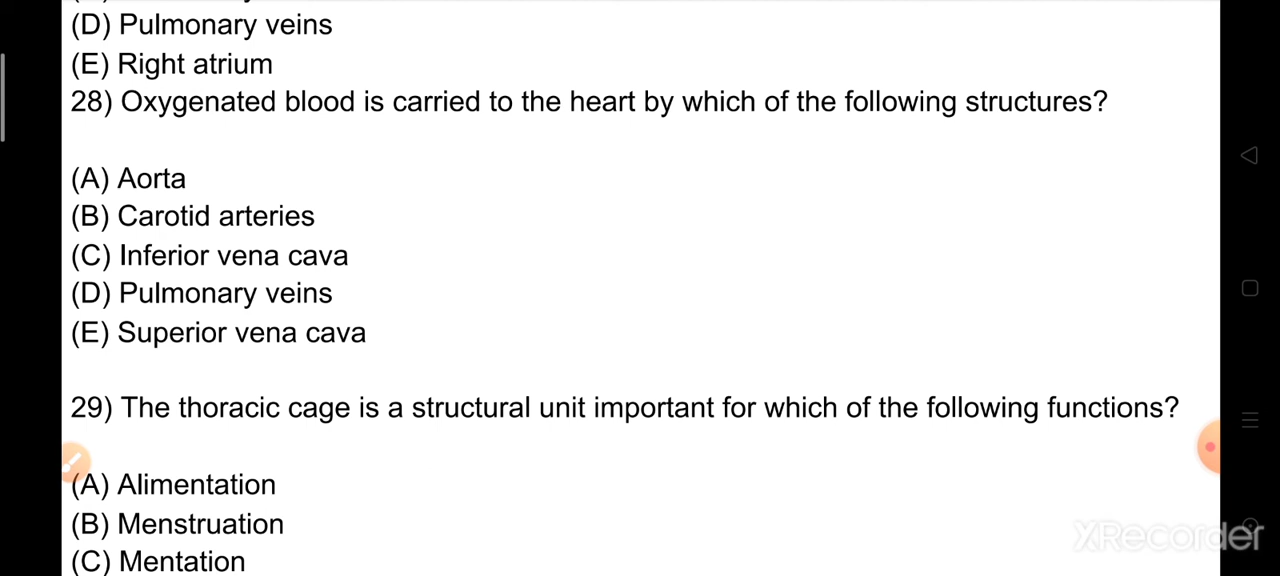 (D) Pulmonary veins
(E) Right atrium
28) Oxygenated blood is carried to the heart by which of the following structures?
(A) Aorta
(B) Carotid arteries
(C) Inferior vena cava
(D) Pulmonary veins
(E) Superior vena cava
29) The thoracic cage is a structural unit important for which of the following functions?
(A) Alimentation
(B) Menstruation
(C) Mentation
XRecorder